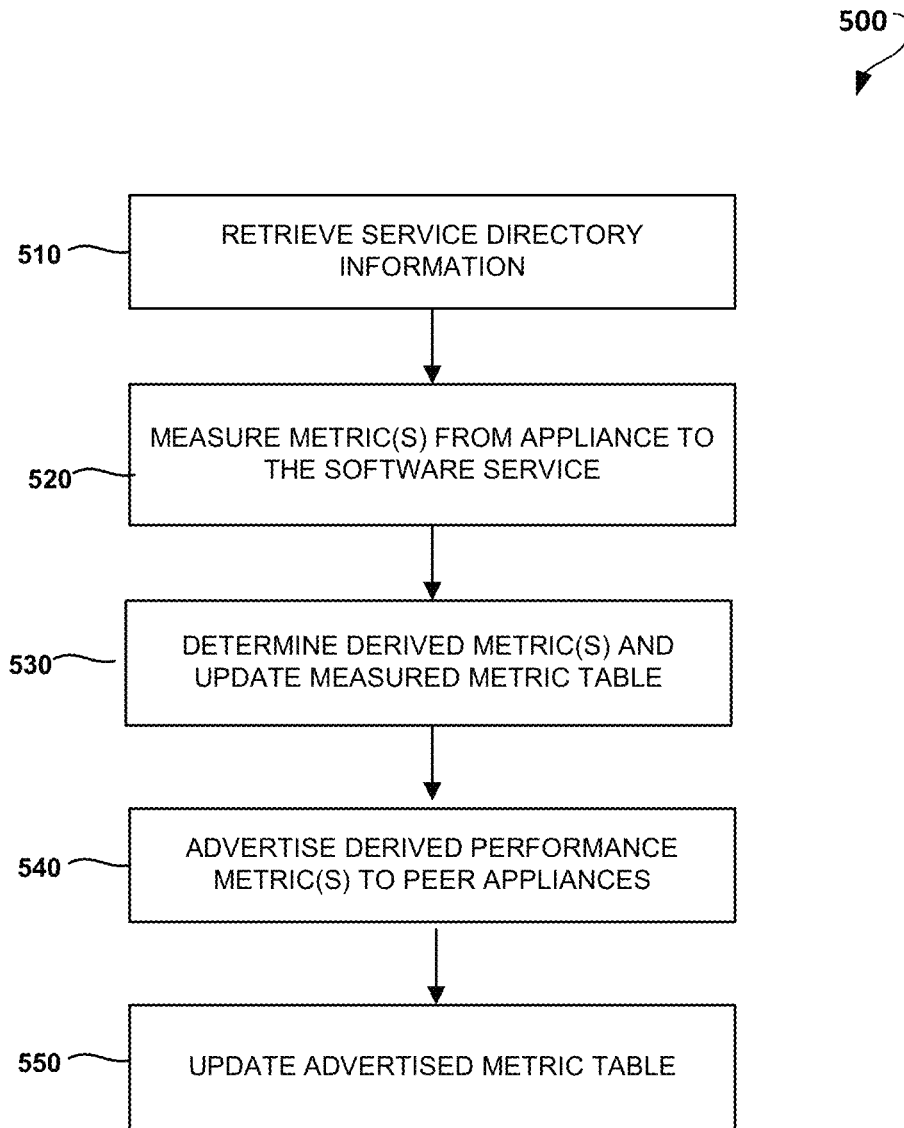 500
510
RETRIEVE SERVICE DIRECTORY
INFORMATION
520
MEASURE METRIC(S) FROM APPLIANCE TO
THE SOFTWARE SERVICE
530
DETERMINE DERIVED METRIC(S) AND
UPDATE MEASURED METRIC TABLE
540
ADVERTISE DERIVED PERFORMANCE
METRIC(S) TO PEER APPLIANCES
550
UPDATE ADVERTISED METRIC TABLE